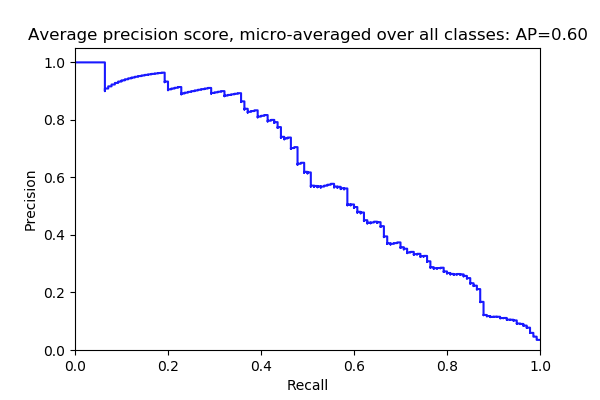 Average precision score, micro-averaged over all classes: AP=0.60
1.0
0.8
0.6
0.4
0.2
0.0
Precision
0.0 0.2 0.4 0.6 0.8 1.0
Recall